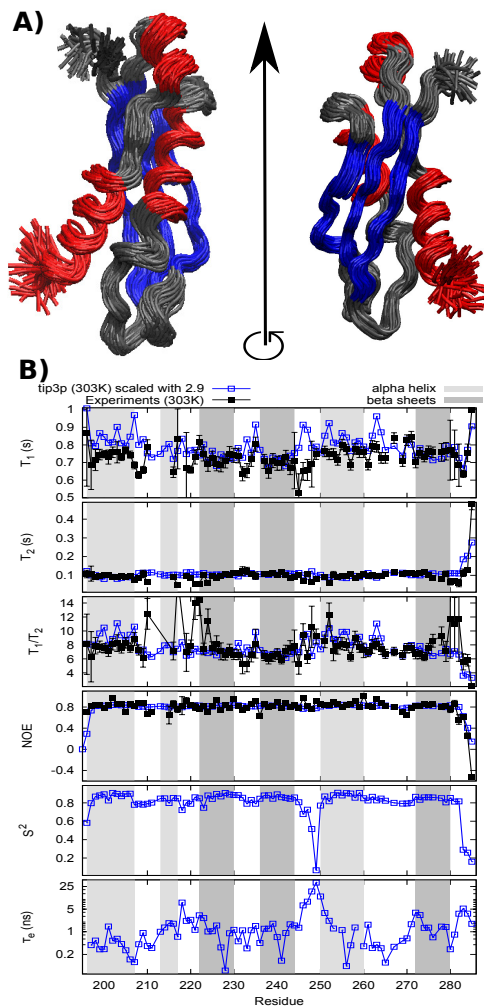 A)
B)
tip3p (303K) scaled with 2.9
Experiments (303K)
alpha helix
beta sheets
T1 (s)
1
0.9
0.8
0.7
0.6
0.5
T2 (s)
0.5
0.4
0.3
0.2
0.1
T1/T2
14
12
10
8
6
4
NOE
0.8
0.4
0
-0.4
S²
0.8
0.6
0.4
0.2
τe (ns)
25
5
1
0.2
200 210 220 230 240 250 260 270 280
Residue